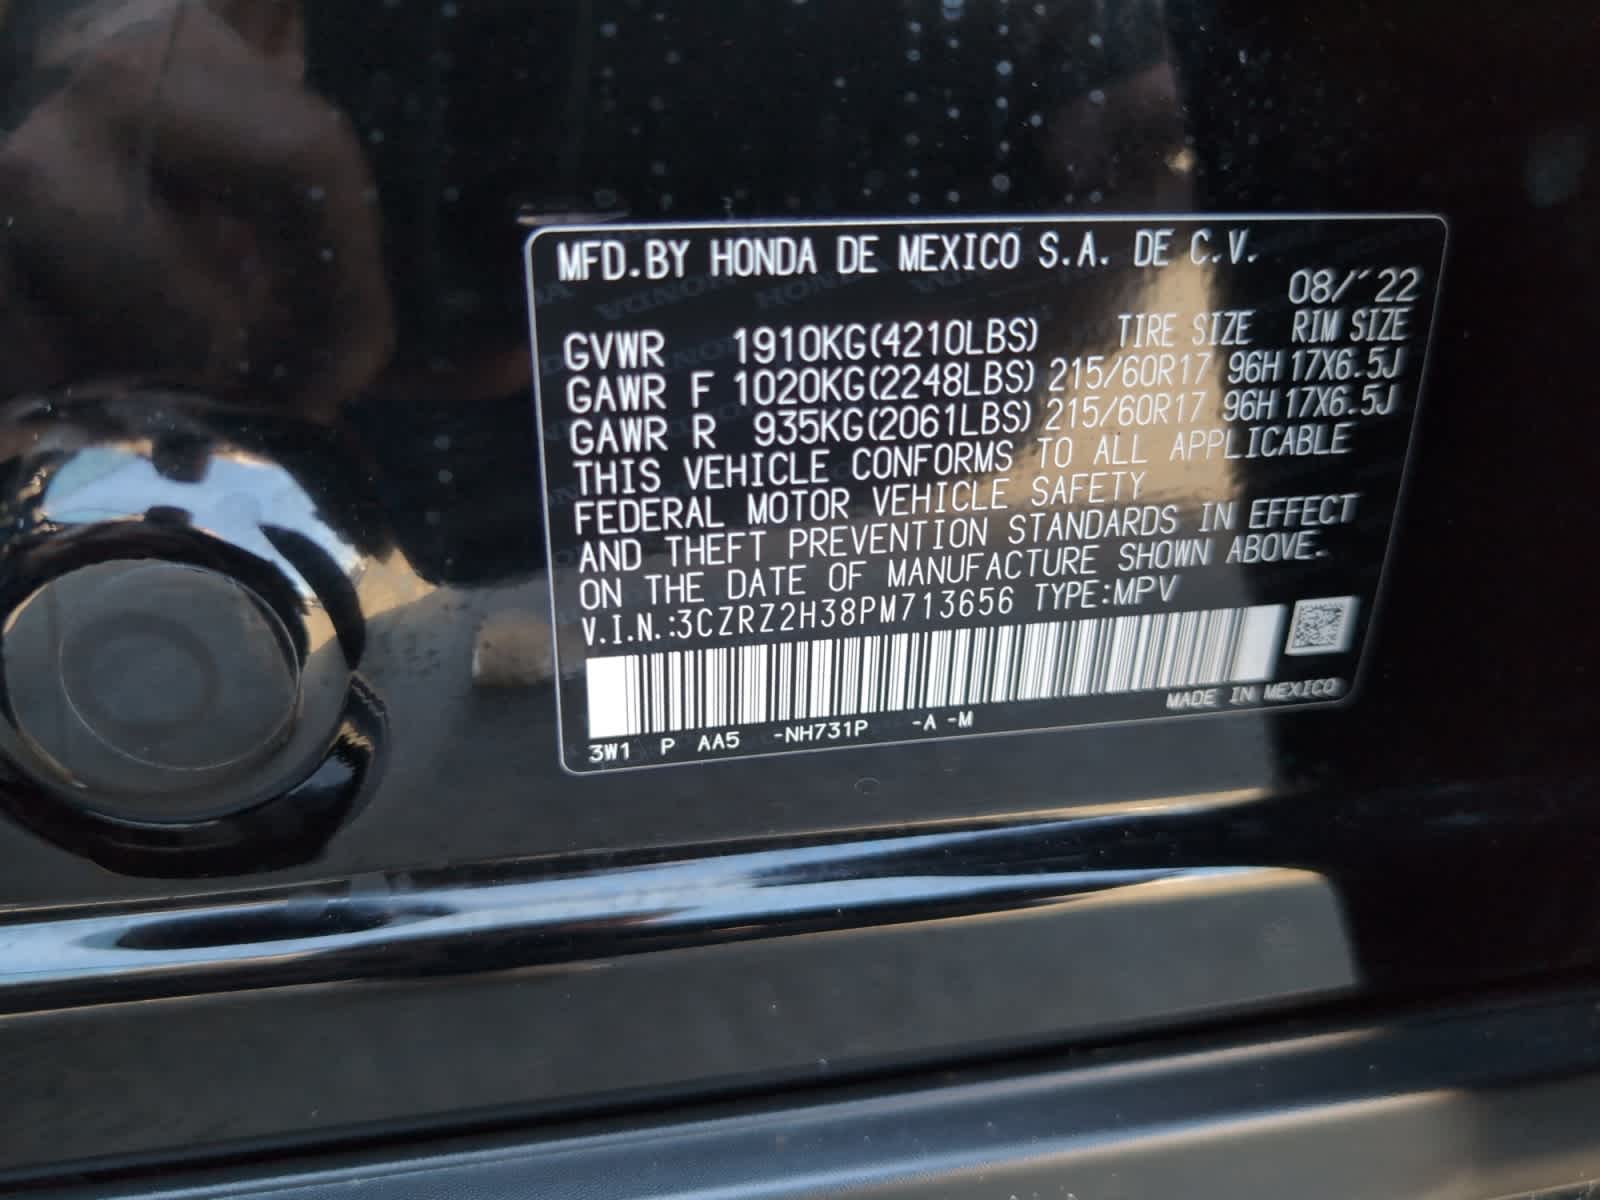 MFD.BY HONDA DE MEXICO S.A. DE C.V.
08/´22
TIRE SIZE RIM SIZE
GVWR 1910KG(4210LBS)
GAWR F 1020KG(2248LBS) 215/60R17 96H 17X6.5J
GAWR R 935KG(2061LBS) 215/60R17 96H 17X6.5J
THIS VEHICLE CONFORMS TO ALL APPLICABLE
FEDERAL MOTOR VEHICLE SAFETY
AND THEFT PREVENTION STANDARDS IN EFFECT
ON THE DATE OF MANUFACTURE SHOWN ABOVE.
V.I.N.:3CZRZ2H38PM713656 TYPE:MPV
MADE IN MEXICO
3W1 P AA5 -NH731P -A -M